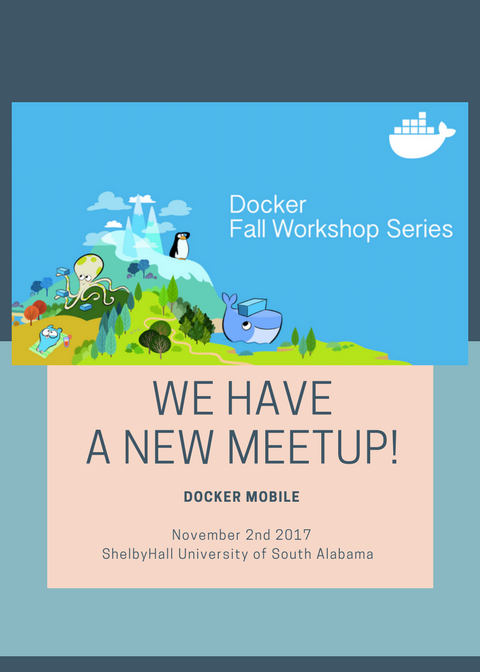 Docker
Fall Workshop Series
WE HAVE
A NEW MEETUP!
DOCKER MOBILE
November 2nd 2017
ShelbyHall University of South Alabama